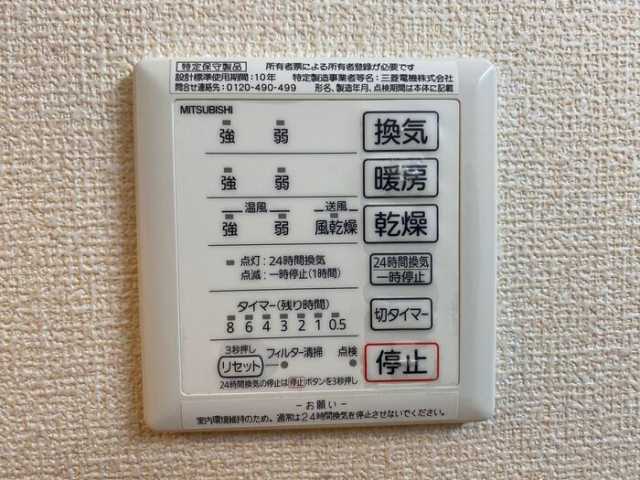 特定保守製品 所有者票による所有者登録が必要です
設計標準使用期間:10年 特定製造事業者等名:三菱電機株式会社
問合せ連絡先:0120-490-499 形名、製造年月、点検期間は本体に記載
MITSUBISHI
強 弱 換気
強 弱 暖房
温風 送風
強 弱 風乾燥 乾燥
点灯:24時間換気 24時間換気
点滅:一時停止(1時間) 一時停止
タイマー(残り時間)
8 6 4 3 2 1 0.5 切タイマー
3秒押し
リセット フィルター清掃 点検 停止
24時間換気の停止は停止ボタンを3秒押し
-お願い-
室内環境維持のため、通常は24時間換気を停止させないでください。